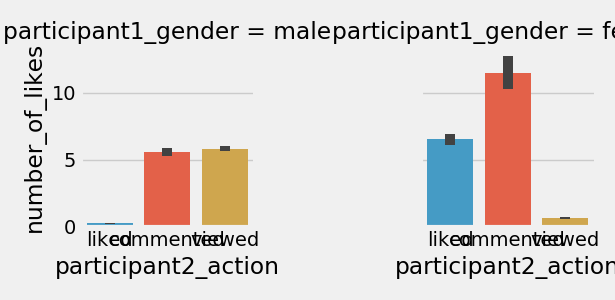 participant1_gender = male
participant1_gender = fe
number_of_likes
10
5
0
liked commented viewed
liked commented viewed
participant2_action
participant2_action